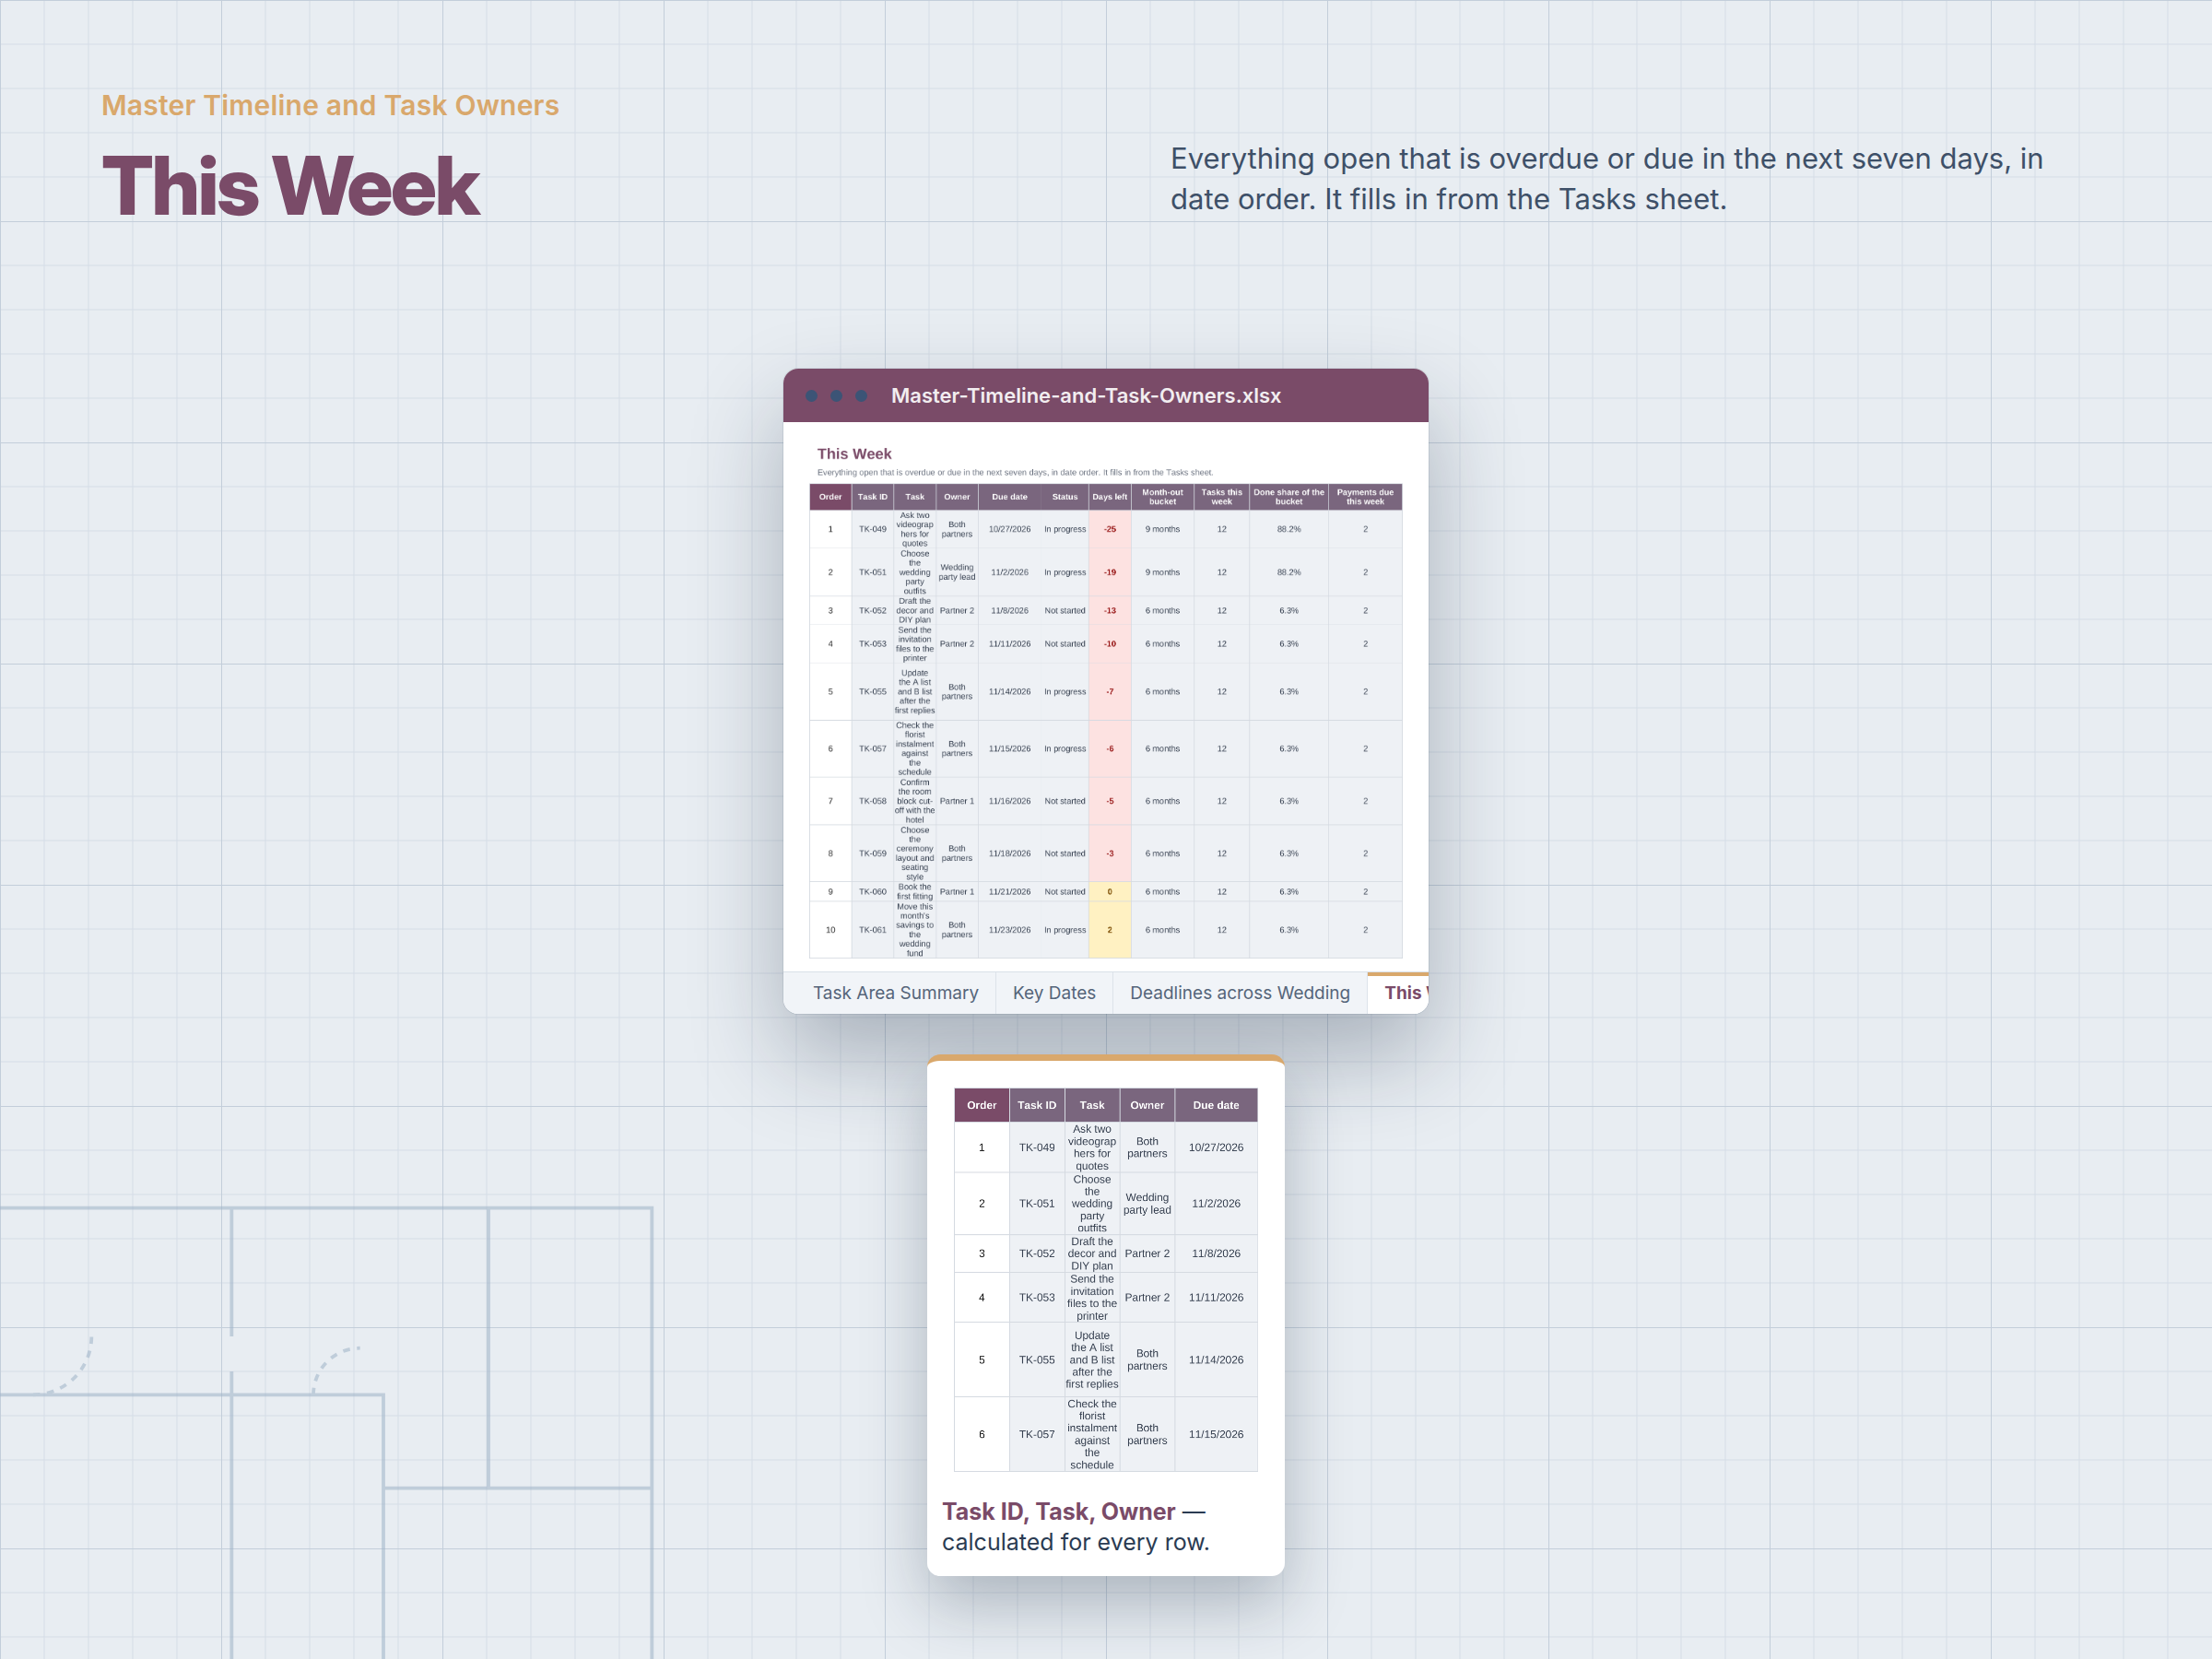 Master Timeline and Task Owners
This Week
Everything open that is overdue or due in the next seven days, in
date order. It fills in from the Tasks sheet.
Master-Timeline-and-Task-Owners.xlsx
This Week
Everything open that is overdue or due in the next seven days, in date order. It fills in from the Tasks sheet.
Order Task ID Task Owner Due date Status Days left Month-out bucket Tasks this week Done share of the bucket Payments due this week
1 TK-049 Ask two videographers for quotes Both partners 10/27/2026 In progress -25 9 months 12 88.2% 2
2 TK-051 Choose the wedding party outfits Wedding party lead 11/2/2026 In progress -19 9 months 12 88.2% 2
3 TK-052 Draft the decor and DIY plan Partner 2 11/8/2026 Not started -13 6 months 12 6.3% 2
4 TK-053 Send the invitation files to the printer Partner 2 11/11/2026 Not started -10 6 months 12 6.3% 2
5 TK-055 Update the A list and B list after the first replies Both partners 11/14/2026 In progress -7 6 months 12 6.3% 2
6 TK-057 Check the florist instalment against the schedule Both partners 11/15/2026 In progress -6 6 months 12 6.3% 2
7 TK-058 Confirm the room block cut-off with the hotel Partner 1 11/16/2026 Not started -5 6 months 12 6.3% 2
8 TK-059 Choose the ceremony layout and seating style Both partners 11/18/2026 Not started -3 6 months 12 6.3% 2
9 TK-060 Book the first fitting Partner 1 11/21/2026 Not started 0 6 months 12 6.3% 2
10 TK-061 Move this month's savings to the wedding fund Both partners 11/23/2026 In progress 2 6 months 12 6.3% 2
Task Area Summary Key Dates Deadlines across Wedding This
Order Task ID Task Owner Due date
1 TK-049 Ask two videographers for quotes Both partners 10/27/2026
2 TK-051 Choose the wedding party outfits Wedding party lead 11/2/2026
3 TK-052 Draft the decor and DIY plan Partner 2 11/8/2026
4 TK-053 Send the invitation files to the printer Partner 2 11/11/2026
5 TK-055 Update the A list and B list after the first replies Both partners 11/14/2026
6 TK-057 Check the florist instalment against the schedule Both partners 11/15/2026
Task ID, Task, Owner —
calculated for every row.